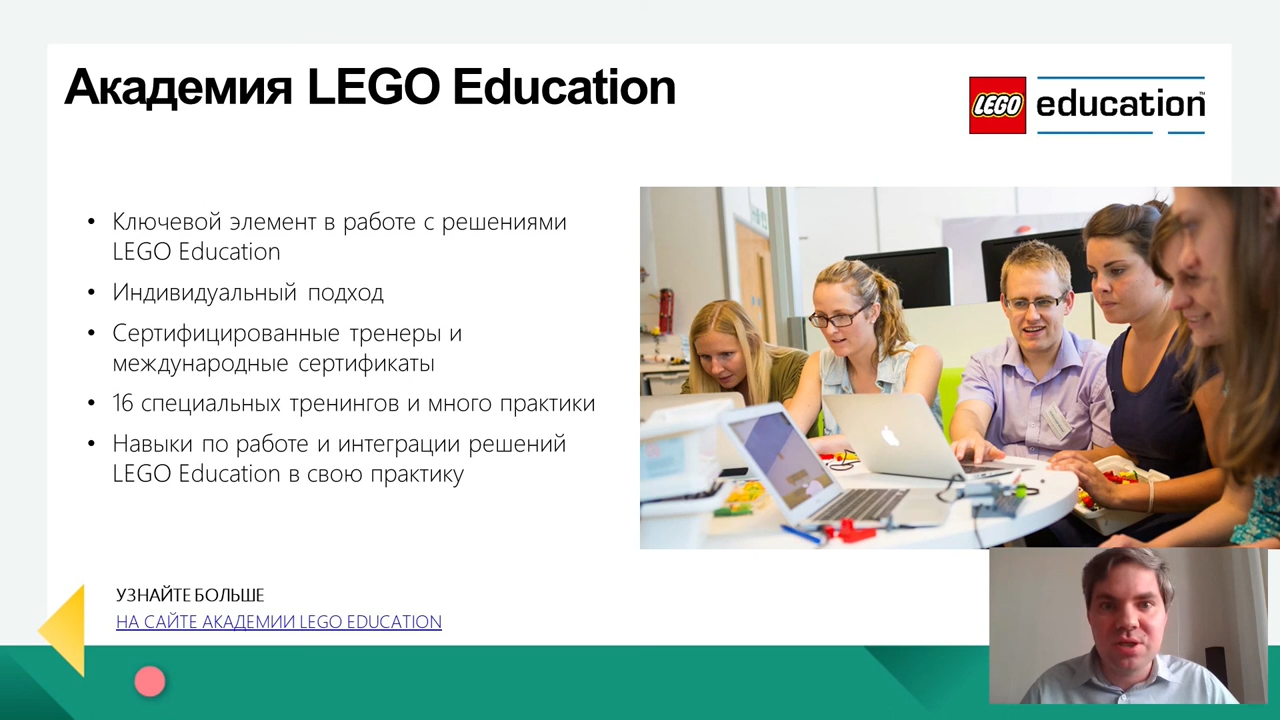 Академия LEGO Education
LEGO education™
• Ключевой элемент в работе с решениями
LEGO Education
• Индивидуальный подход
• Сертифицированные тренеры и
международные сертификаты
• 16 специальных тренингов и много практики
• Навыки по работе и интеграции решений
LEGO Education в свою практику
УЗНАЙТЕ БОЛЬШЕ
НА САЙТЕ АКАДЕМИИ LEGO EDUCATION